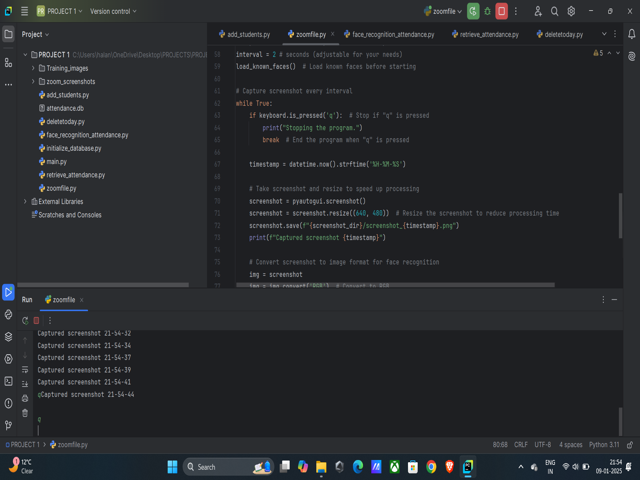 PR PROJECT 1 Version control zoomfile
Project
add_students.py zoomfile.py face_recognition_attendance.py retrieve_attendance.py deletetoday.py
PROJECT 1
Training_images
zoom_screenshots
add_students.py
attendance.db
deletetoday.py
face_recognition_attendance.py
initialize_database.py
main.py
retrieve_attendance.py
zoomfile.py
External Libraries
Scratches and Consoles
5
58 interval = 2 # seconds (adjustable for your needs)
59 load_known_faces() # Load known faces before starting
60
61 # Capture screenshot every interval
62 while True:
63 if keyboard.is_pressed('q'): # Stop if "q" is pressed
64 print("Stopping the program.")
65 break # End the program when "q" is pressed
66
67 timestamp = datetime.now().strftime('%H-%M-%S')
68
69 # Take screenshot and resize to speed up processing
70 screenshot = pyautogui.screenshot()
71 screenshot = screenshot.resize((640, 480)) # Resize the screenshot to reduce processing time
72 screenshot.save(f"{screenshot_dir}/screenshot_{timestamp}.png")
73 print(f"Captured screenshot {timestamp}")
74
75 # Convert screenshot to image format for face recognition
76 img = screenshot
77 img = img.convert('RGB') # Convert to RGB
Run zoomfile
Captured screenshot 21-54-32
Captured screenshot 21-54-34
Captured screenshot 21-54-37
Captured screenshot 21-54-39
Captured screenshot 21-54-41
qCaptured screenshot 21-54-44
q
PROJECT 1 zoomfile.py 80:68 CRLF UTF-8 4 spaces Python 3.11
12°C
Clear
Search
ENG
IN
21:54
09-01-2025